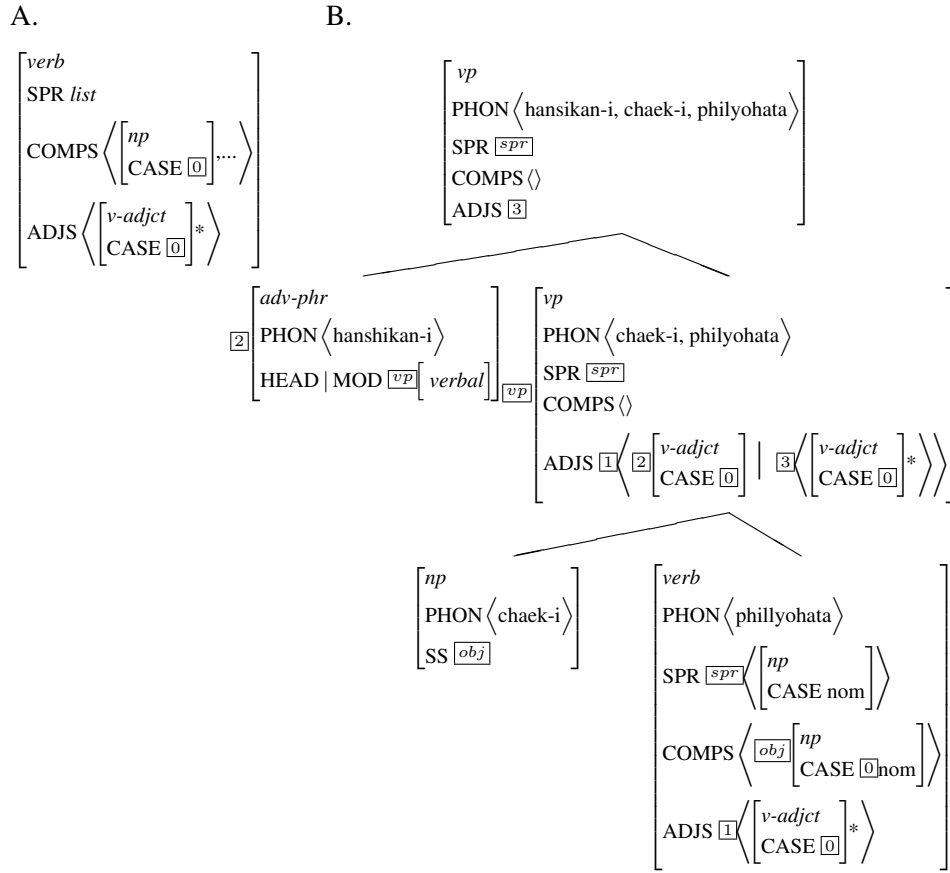 A.
verb
SPR list
COMPS ⟨[np
CASE 0],...⟩
ADJS ⟨[v-adjct
CASE 0]*⟩
B.
vp
PHON ⟨hansikan-i, chaek-i, philyohata⟩
SPR spr
COMPS ⟨⟩
ADJS 3
2
adv-phr
PHON ⟨hanshikan-i⟩
HEAD | MOD vp[ verbal]
vp
vp
PHON ⟨chaek-i, philyohata⟩
SPR spr
COMPS ⟨⟩
ADJS 1⟨2[v-adjct
CASE 0] | 3⟨[v-adjct
CASE 0]*⟩⟩
np
PHON ⟨chaek-i⟩
SS obj
verb
PHON ⟨phillyohata⟩
SPR spr⟨[np
CASE nom]⟩
COMPS ⟨obj[np
CASE 0nom]⟩
ADJS 1⟨[v-adjct
CASE 0]*⟩